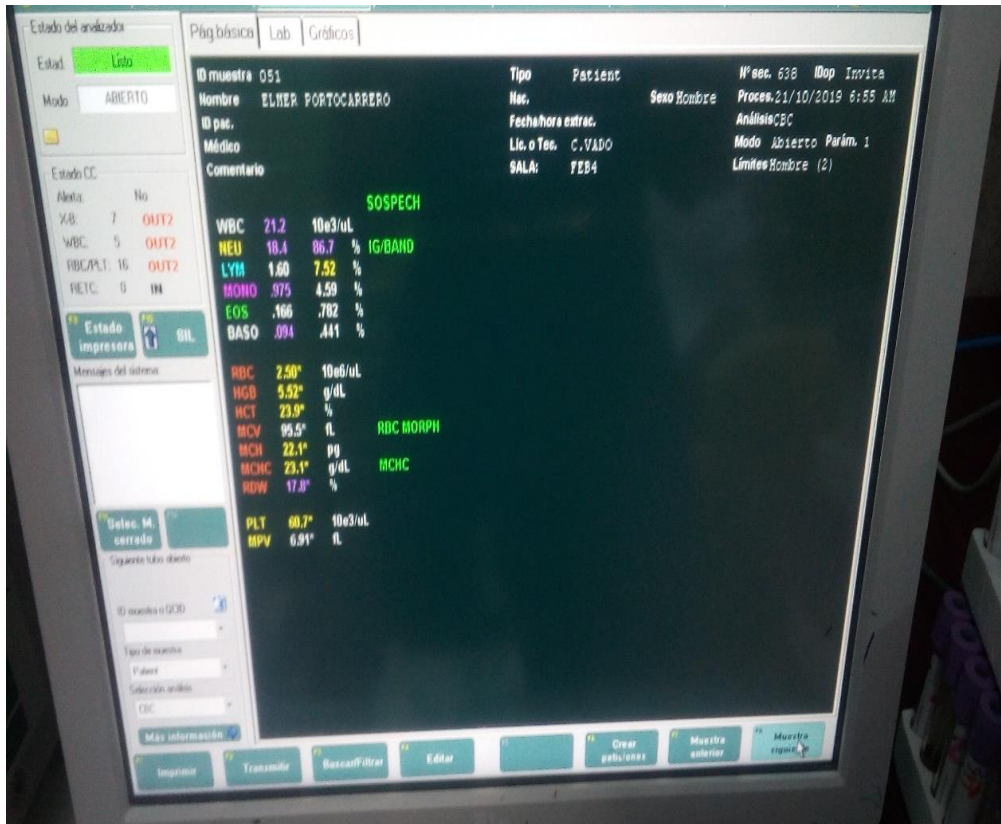 Estado del analizador
Pág.básica Lab Gráficos
Estad. Listo
Modo ABIERTO
ID muestra 051 Tipo Patient Nº sec. 638 IDop Invita
Nombre ELMER PORTOCARRERO Nac. Sexo Hombre Proces.21/10/2019 6:55 AM
ID pac. Fecha/hora extrac. Análisis CBC
Médico Lic. o Tec. C.VADO Modo Abierto Parám. 1
Comentario SALA: FEB4 Límites Hombre (2)
Estado CC
Alerta: No
X-B: 7 OUT2
WBC: 5 OUT2
RBC/PLT: 16 OUT2
RETC: 0 IN
SOSPECH
WBC 21.2 10e3/uL
NEU 18.4 86.7 % IG/BAND
LYM 1.60 7.52 %
MONO .975 4.59 %
EOS .166 .782 %
BASO .094 .441 %
RBC 2.50* 10e6/uL
HGB 5.52* g/dL
HCT 23.9* %
MCV 95.5* fL RBC MORPH
MCH 22.1* pg
MCHC 23.1* g/dL MCHC
RDW 17.8* %
PLT 60.7* 10e3/uL
MPV 6.91* fL
Estado impresora
SIL
Mensajes del sistema:
Selec. M. cerrado
Siguiente tubo abierto
ID muestra o QCID
Tipo de muestra
Patient
Selección análisis
CBC
Más información
Imprimir Transmitir Buscar/Filtrar Editar Crear Muestra anterior Muestra